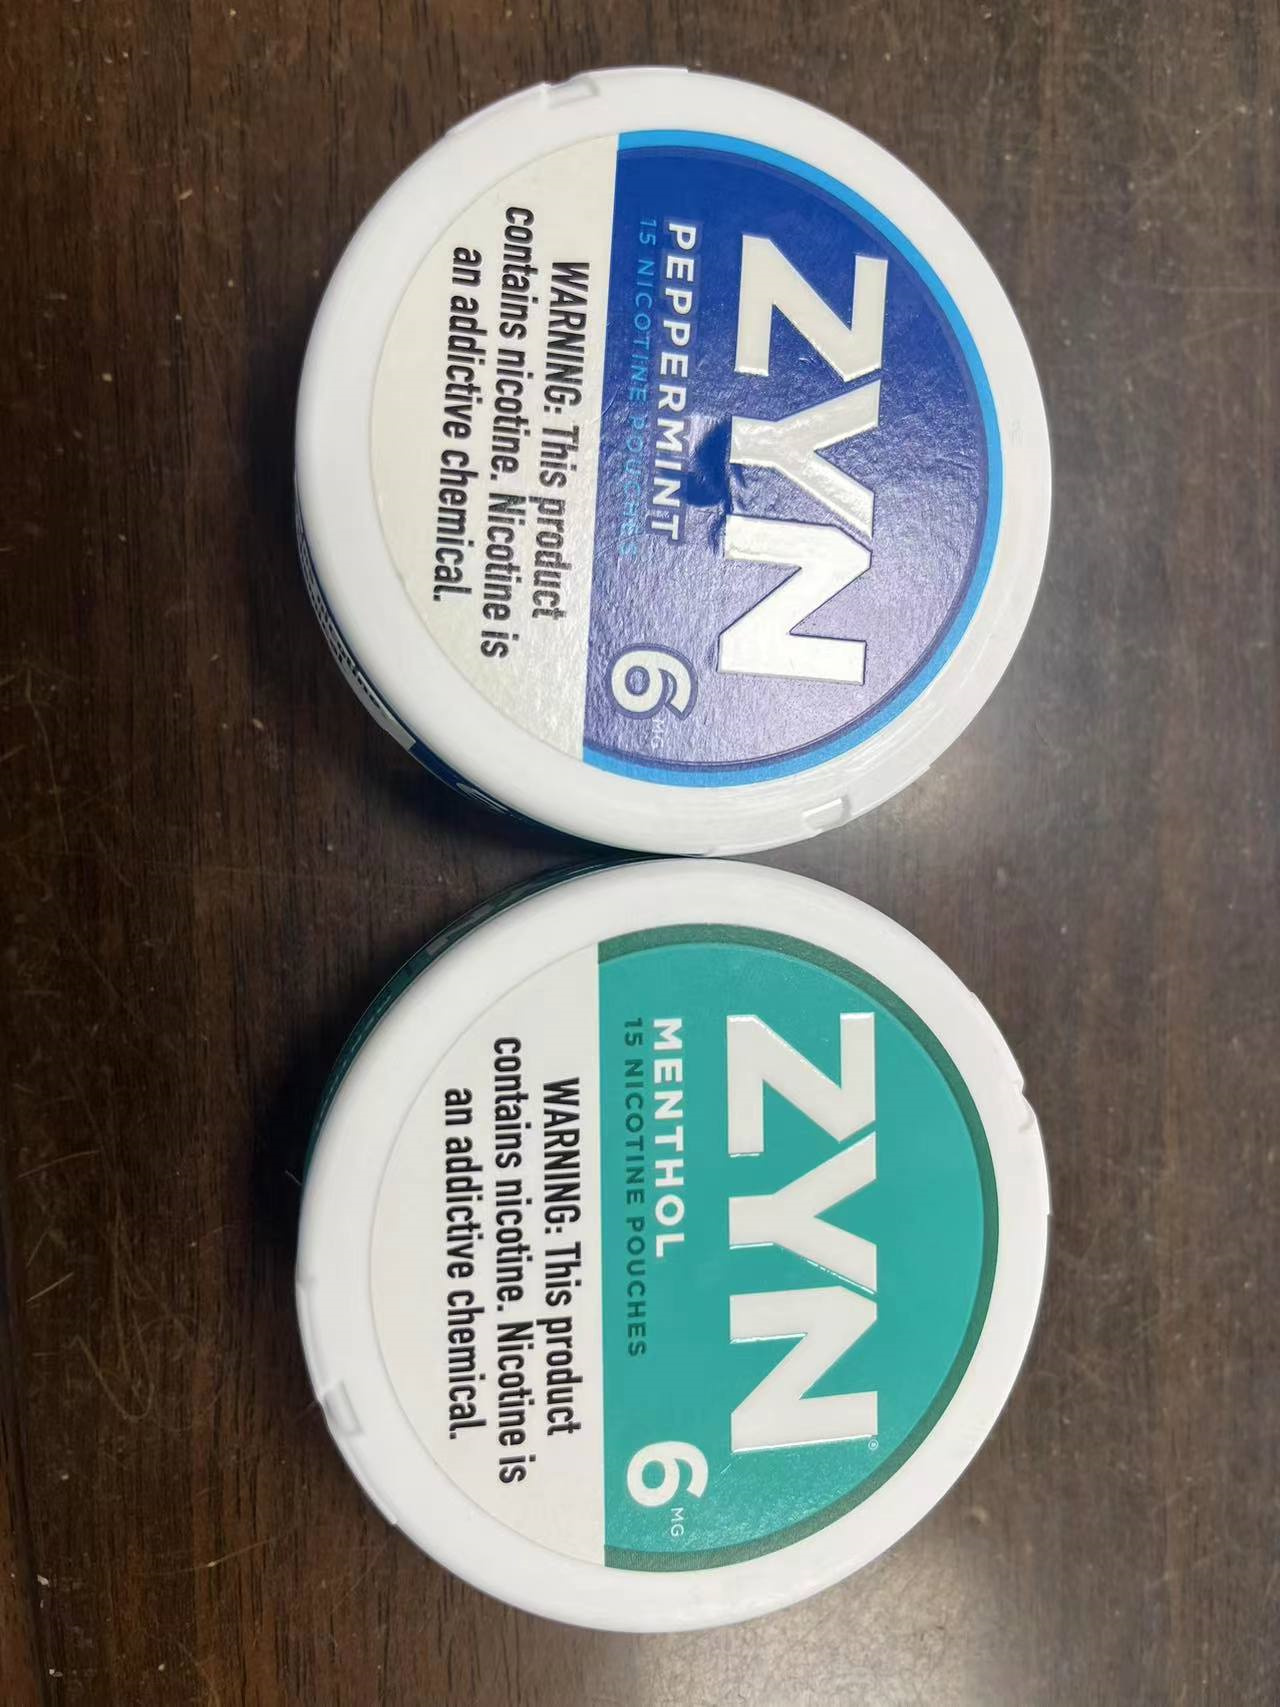 ZYN
PEPPERMINT
15 NICOTINE POUCHES
6 MG
WARNING: This product
contains nicotine. Nicotine is
an addictive chemical.
ZYN®
MENTHOL
15 NICOTINE POUCHES
6 MG
WARNING: This product
contains nicotine. Nicotine is
an addictive chemical.